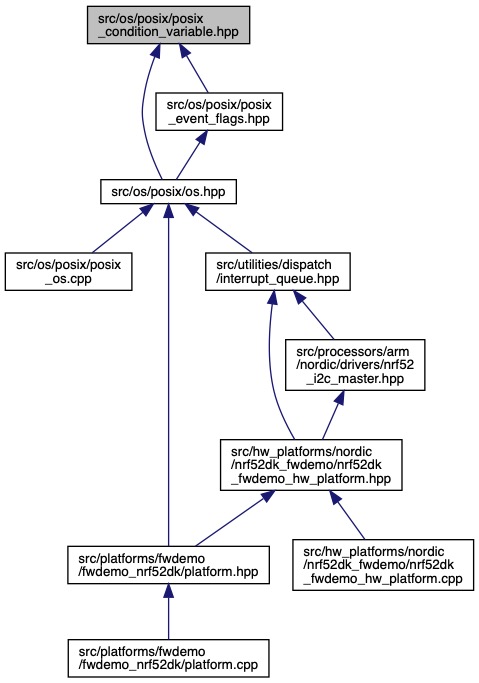 src/os/posix/posix
_condition_variable.hpp
src/os/posix/posix
_event_flags.hpp
src/os/posix/os.hpp
src/os/posix/posix
_os.cpp
src/utilities/dispatch
/interrupt_queue.hpp
src/processors/arm
/nordic/drivers/nrf52
_i2c_master.hpp
src/hw_platforms/nordic
/nrf52dk_fwdemo/nrf52dk
_fwdemo_hw_platform.hpp
src/platforms/fwdemo
/fwdemo_nrf52dk/platform.hpp
src/hw_platforms/nordic
/nrf52dk_fwdemo/nrf52dk
_fwdemo_hw_platform.cpp
src/platforms/fwdemo
/fwdemo_nrf52dk/platform.cpp